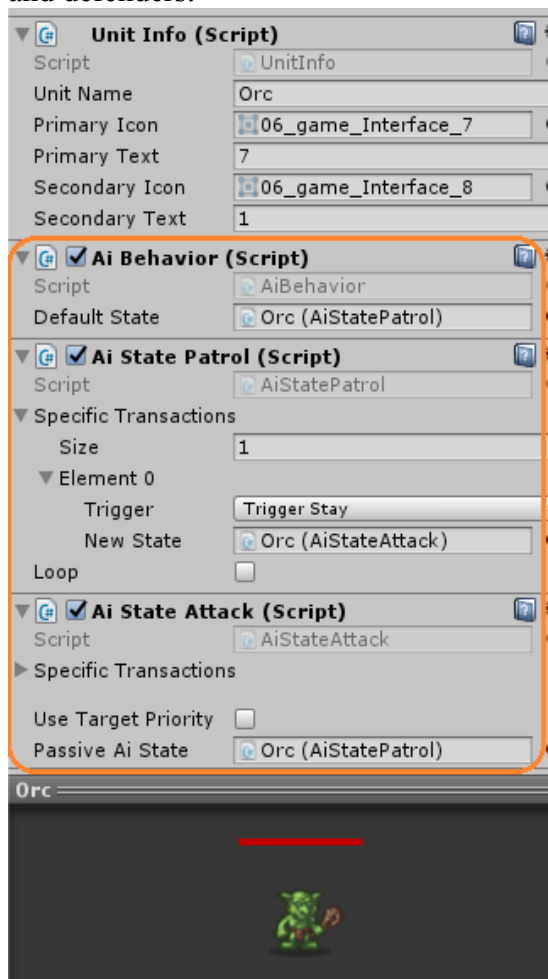 and defenders.
Unit Info (Script)
Script UnitInfo
Unit Name Orc
Primary Icon 06_game_Interface_7
Primary Text 7
Secondary Icon 06_game_Interface_8
Secondary Text 1
Ai Behavior (Script)
Script AiBehavior
Default State Orc (AiStatePatrol)
Ai State Patrol (Script)
Script AiStatePatrol
Specific Transactions
Size 1
Element 0
Trigger Trigger Stay
New State Orc (AiStateAttack)
Loop
Ai State Attack (Script)
Script AiStateAttack
Specific Transactions
Use Target Priority
Passive Ai State Orc (AiStatePatrol)
Orc